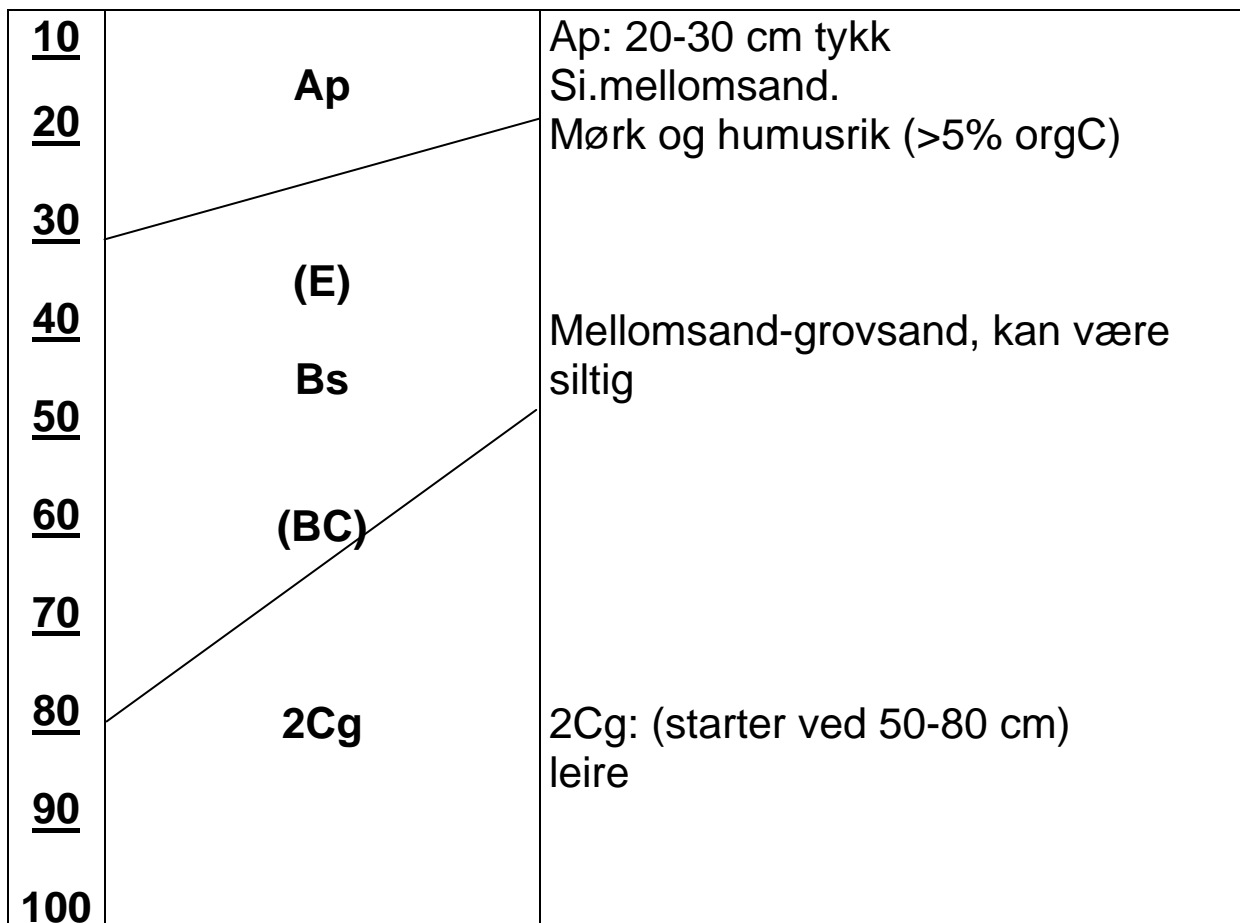 10
Ap: 20-30 cm tykk
Ap
Si.mellomsand.
20
Mørk og humusrik (>5% orgC)
30
(E)
40
Mellomsand-grovsand, kan være
Bs
siltig
50
60
(BC)
70
80
2Cg
2Cg: (starter ved 50-80 cm)
leire
90
100